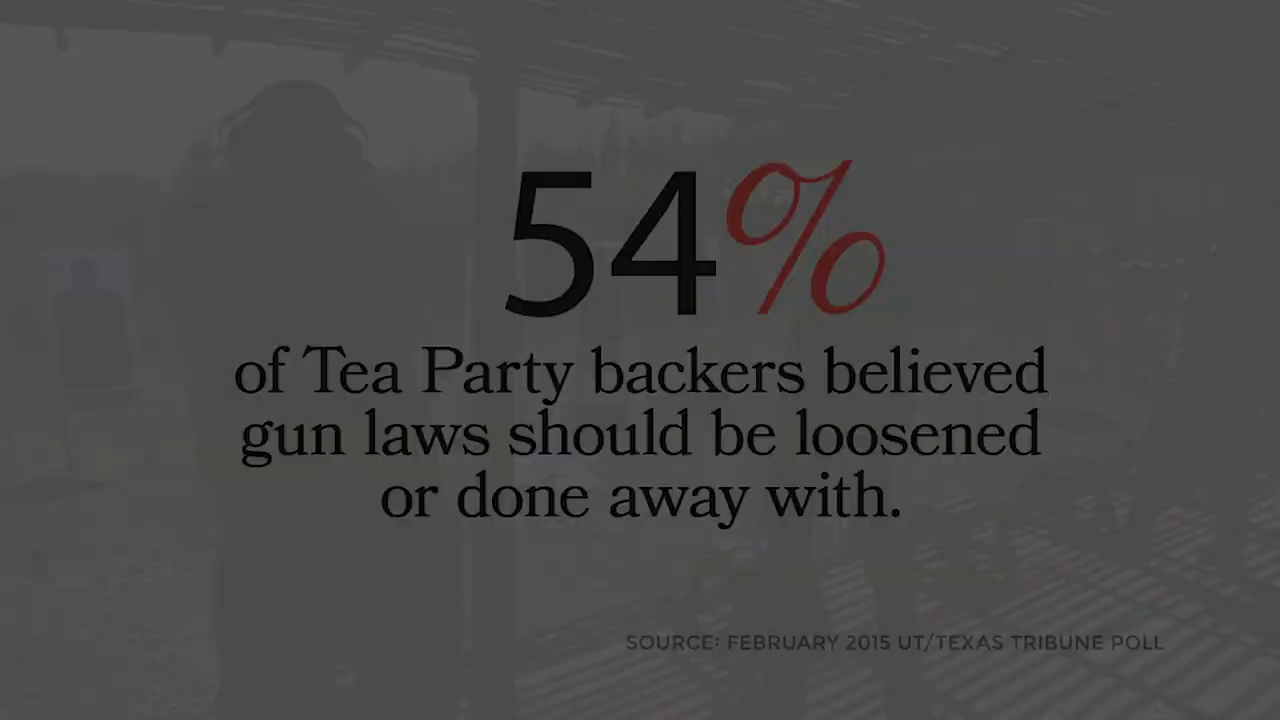 54%
of Tea Party backers believed
gun laws should be loosened
or done away with.
SOURCE: FEBRUARY 2015 UT/TEXAS TRIBUNE POLL